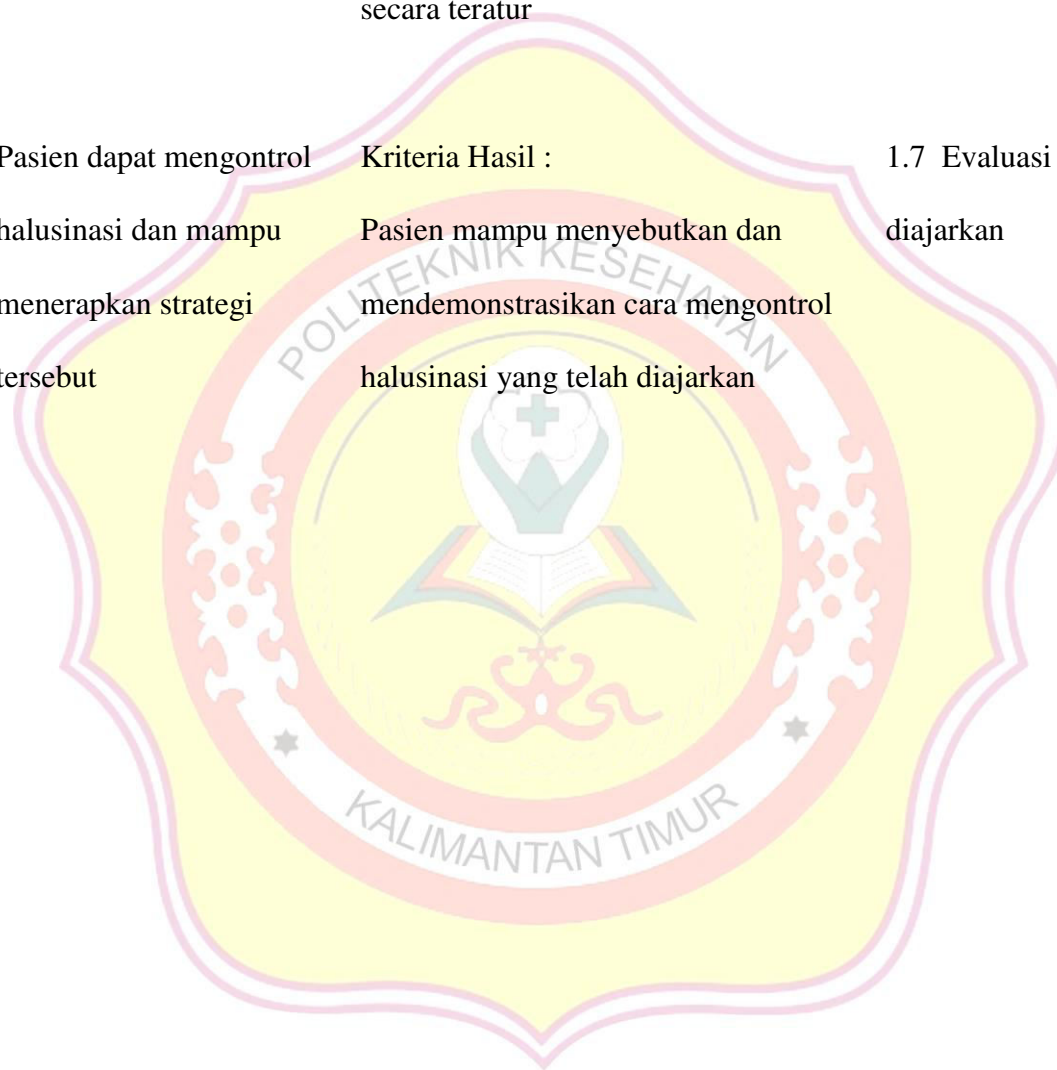 secara teratur
Pasien dapat mengontrol Kriteria Hasil : 1.7 Evaluasi
halusinasi dan mampu Pasien mampu menyebutkan dan diajarkan
menerapkan strategi mendemonstrasikan cara mengontrol
tersebut halusinasi yang telah diajarkan
POLITEKNIK KESEHATAN
KALIMANTAN TIMUR